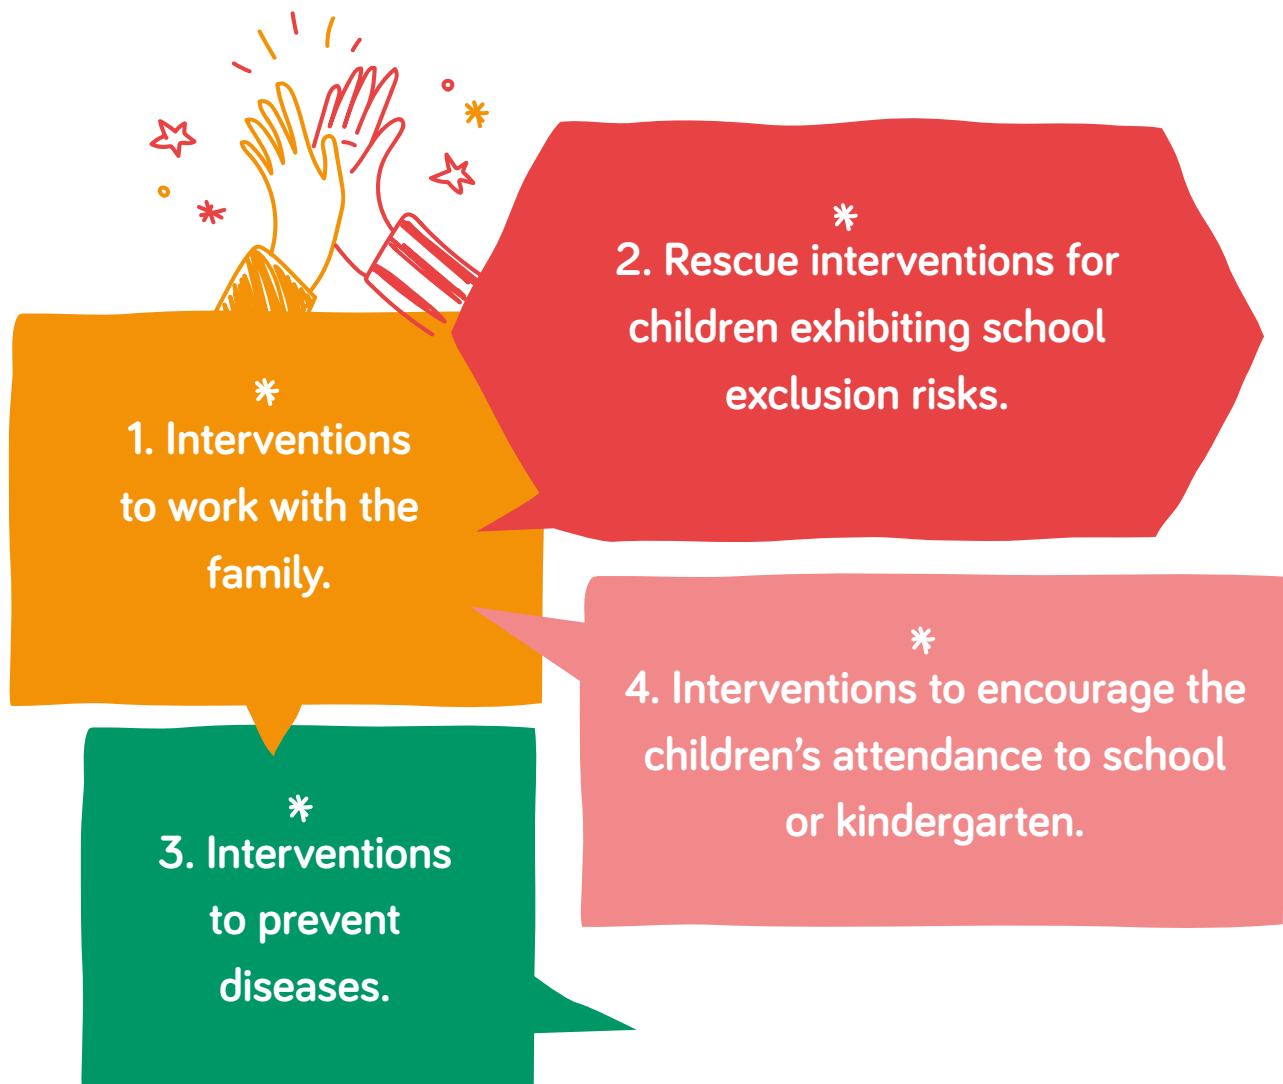 1. Interventions
to work with the
family.
2. Rescue interventions for
children exhibiting school
exclusion risks.
3. Interventions
to prevent
diseases.
4. Interventions to encourage the
children’s attendance to school
or kindergarten.